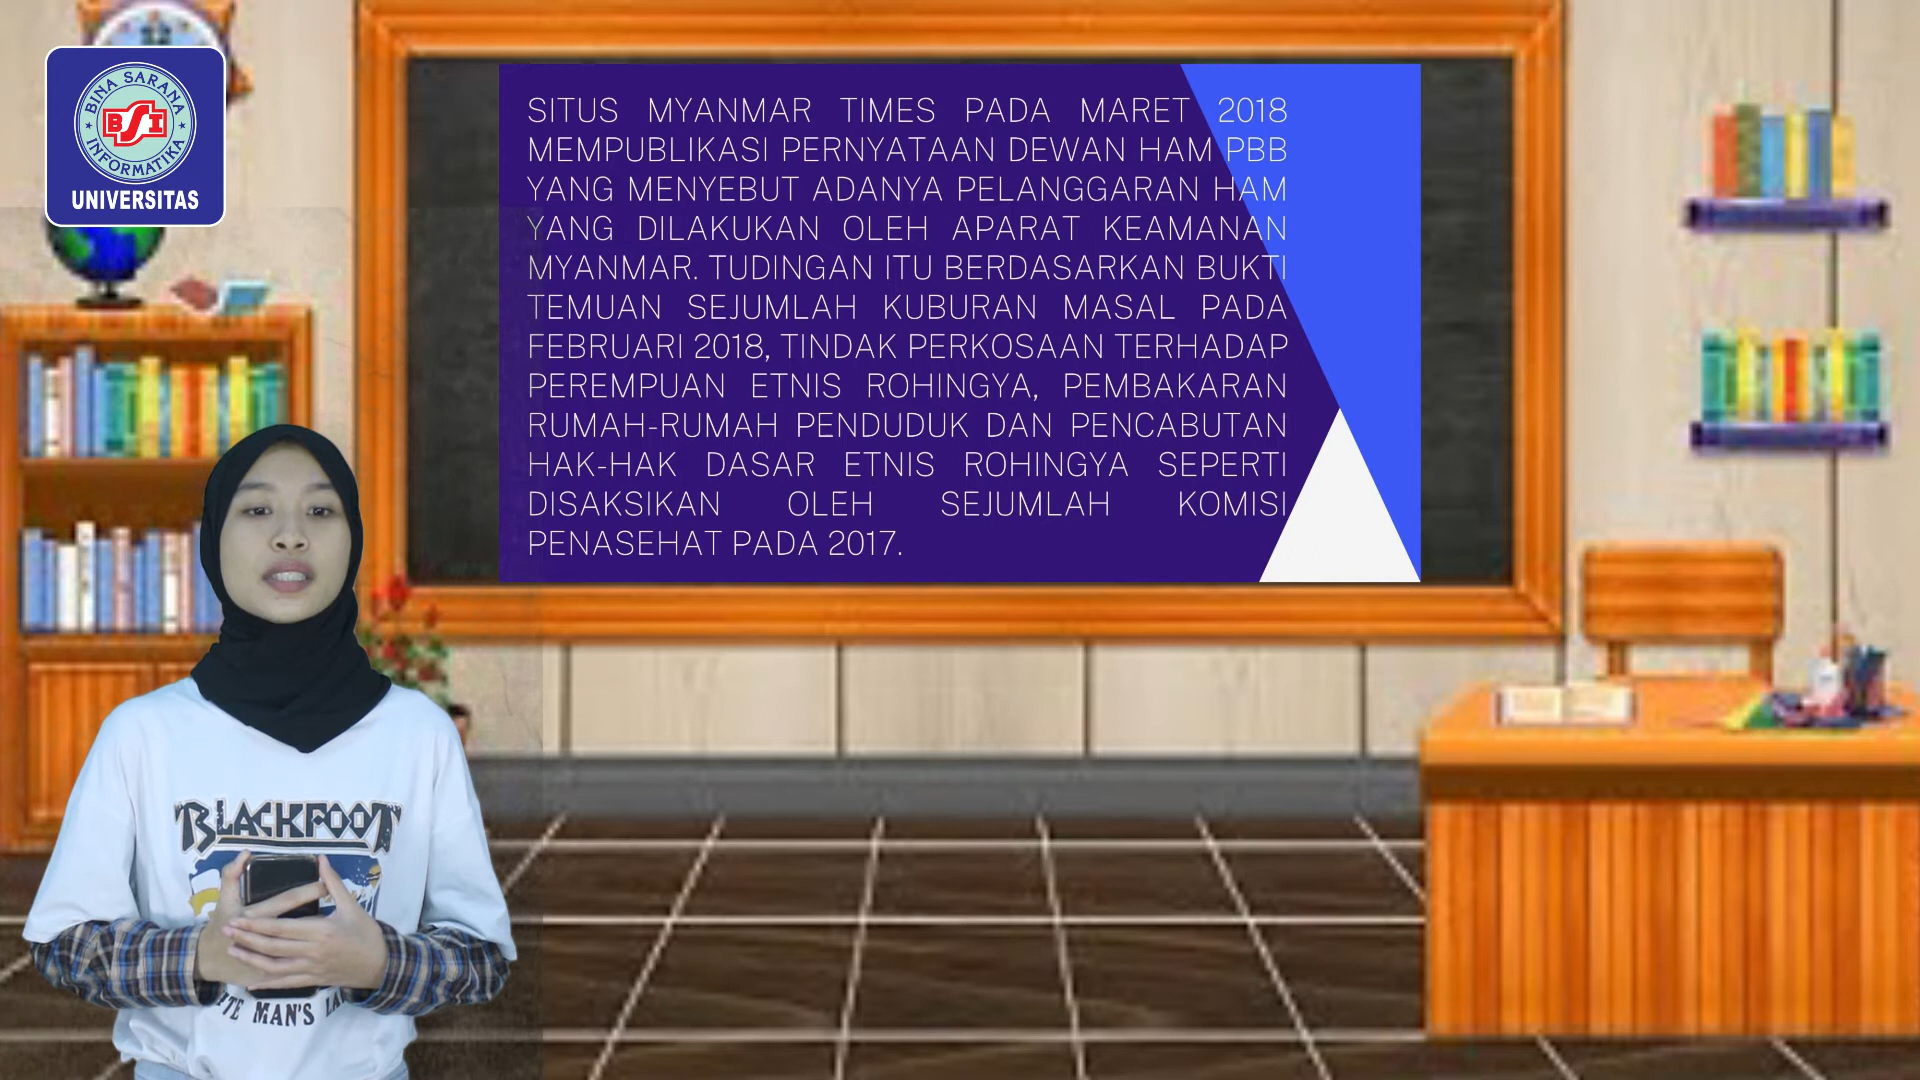 BINA SARANA
BSI
INFORMATIKA
UNIVERSITAS
SITUS MYANMAR TIMES PADA MARET 2018
MEMPUBLIKASI PERNYATAAN DEWAN HAM PBB
YANG MENYEBUT ADANYA PELANGGARAN HAM
YANG DILAKUKAN OLEH APARAT KEAMANAN
MYANMAR. TUDINGAN ITU BERDASARKAN BUKTI
TEMUAN SEJUMLAH KUBURAN MASAL PADA
FEBRUARI 2018, TINDAK PERKOSAAN TERHADAP
PEREMPUAN ETNIS ROHINGYA, PEMBAKARAN
RUMAH-RUMAH PENDUDUK DAN PENCABUTAN
HAK-HAK DASAR ETNIS ROHINGYA SEPERTI
DISAKSIKAN OLEH SEJUMLAH KOMISI
PENASEHAT PADA 2017.
BLACKFOOT
MAN'S